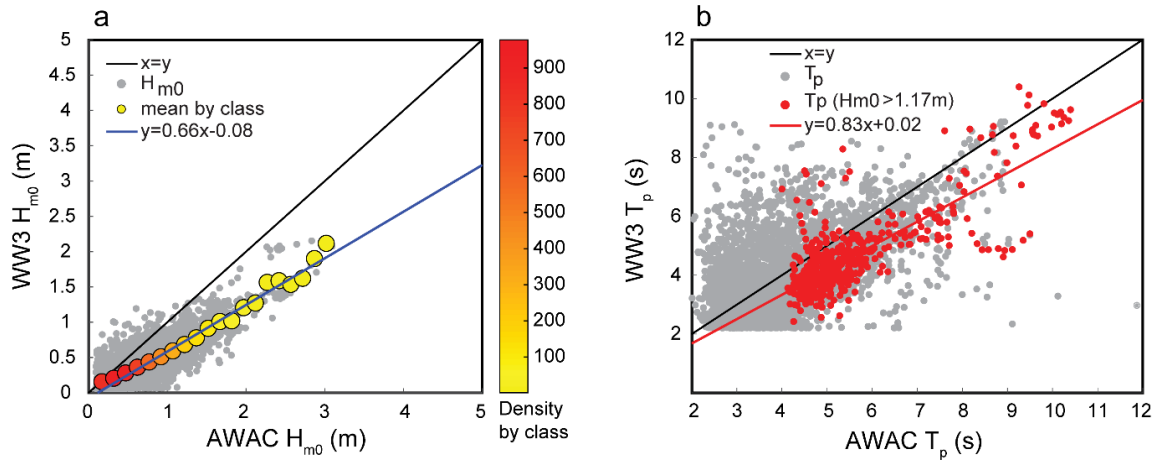 a
5
4.5
4
3.5
3
2.5
2
1.5
1
0.5
0
WW3 Hm0 (m)
x=y
Hm0
mean by class
y=0.66x-0.08
0 1 2 3 4 5
AWAC Hm0 (m)
900
800
700
600
500
400
300
200
100
Density
by class
b
12
10
8
6
4
2
WW3 Tp (s)
x=y
Tp
Tp (Hm0>1.17m)
y=0.83x+0.02
2 3 4 5 6 7 8 9 10 11 12
AWAC Tp (s)